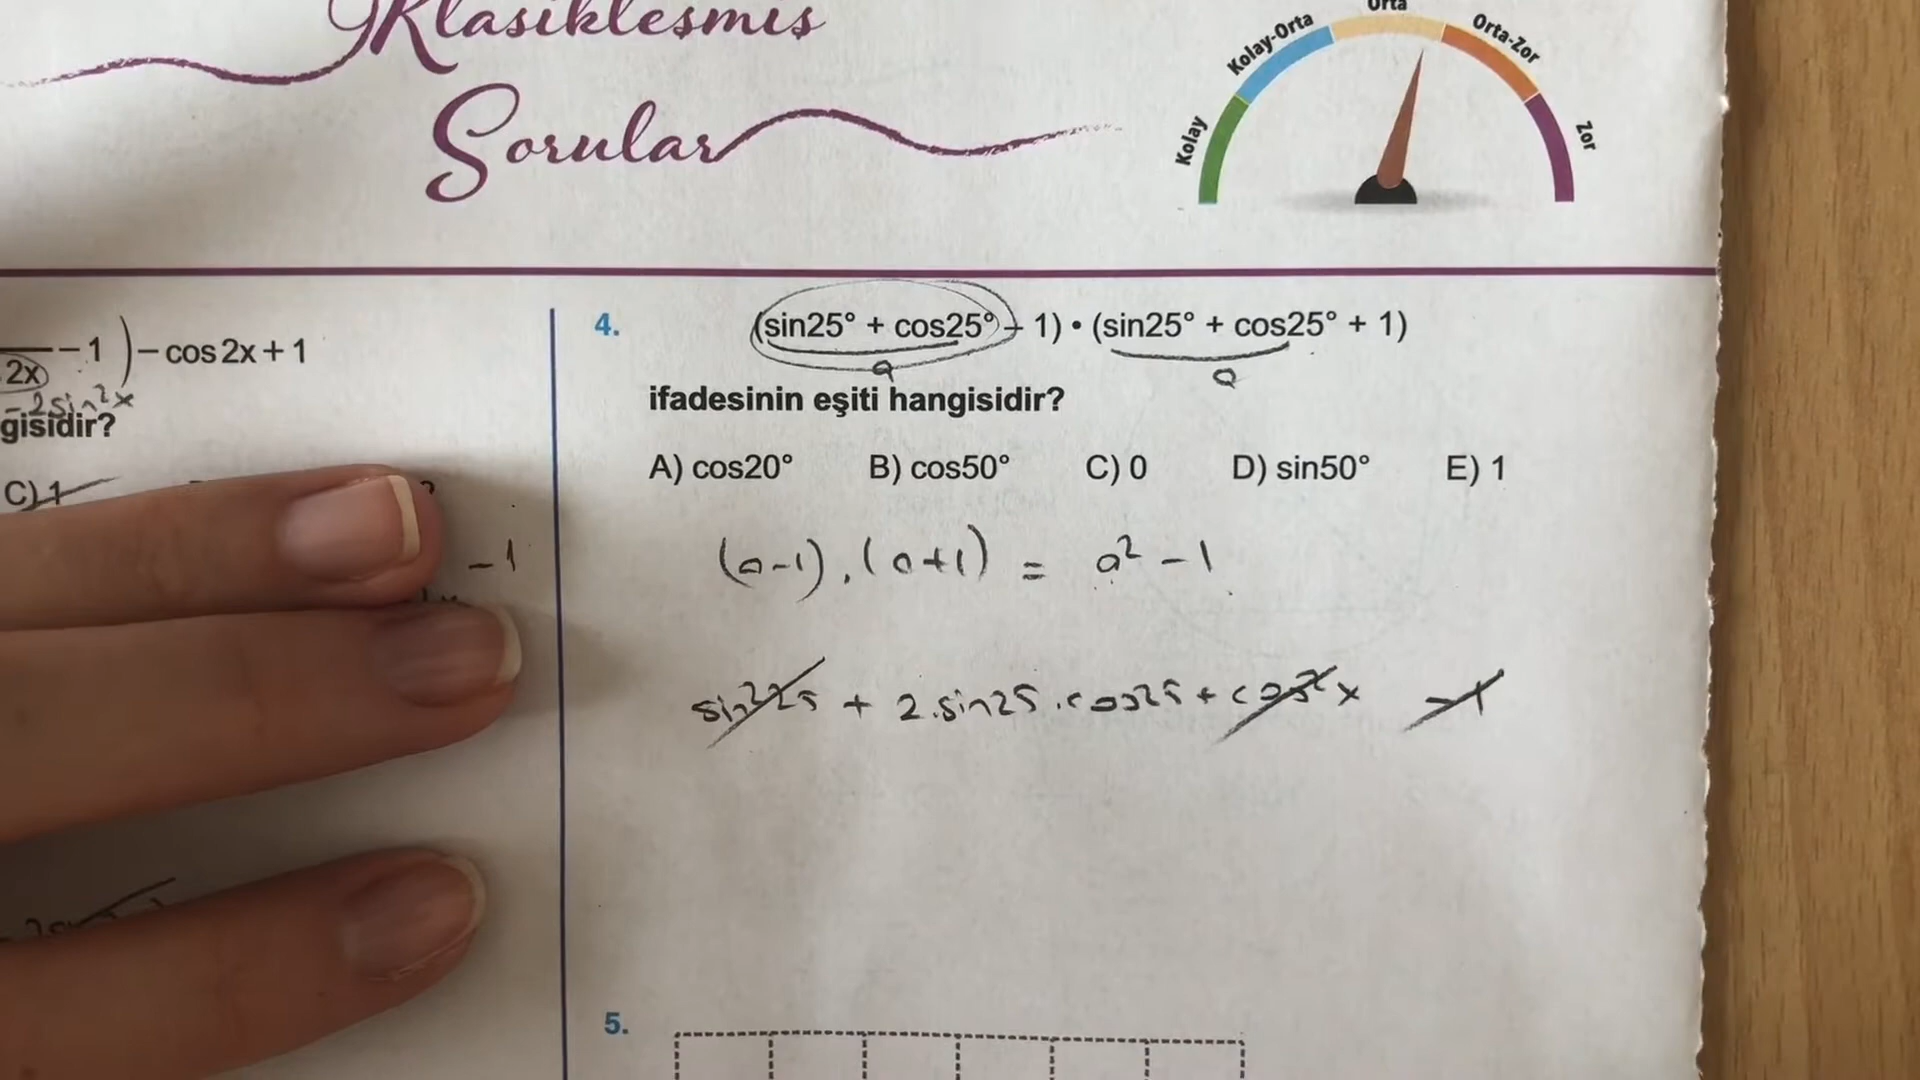 Klasikleşmiş
Sorular
Kolay
Kolay-Orta
Orta
Orta-Zor
Zor
2x
- 1 ) - cos 2x + 1
- 2sin²x
gisidir?
C) 1
- 1
4. (sin25° + cos25° - 1) • (sin25° + cos25° + 1)
a a
ifadesinin eşiti hangisidir?
A) cos20° B) cos50° C) 0 D) sin50° E) 1
(a-1).(a+1) = a² - 1
sin²25 + 2.sin25.cos25 + cos²x -1
5.